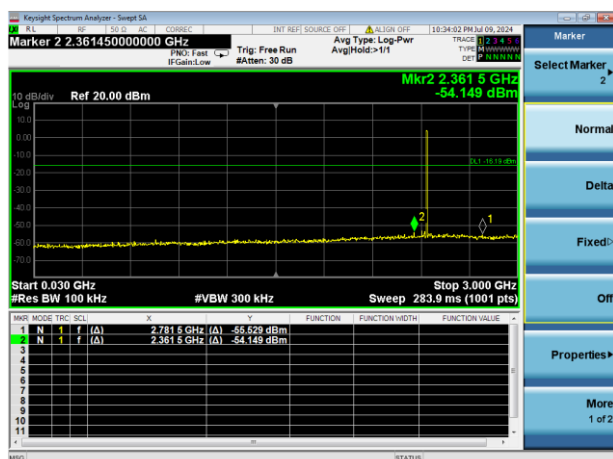 Keysight Spectrum Analyzer - Swept SA
RL RF 50 Ω AC CORREC INT REF SOURCE OFF ALIGN OFF 10:34:02 PM Jul 09, 2024
Marker 2 2.361450000000 GHz
PNO: Fast
IFGain:Low
Trig: Free Run
#Atten: 30 dB
Avg Type: Log-Pwr
Avg|Hold:>1/1
TRACE 1 2 3 4 5 6
TYPE M W W W W W
DET P N N N N N
Mkr2 2.361 5 GHz
-54.149 dBm
10 dB/div Ref 20.00 dBm
Log
10.0
0.00
-10.0
DL1 -16.19 dBm
-20.0
-30.0
-40.0
-50.0
-60.0
-70.0
2
1
Start 0.030 GHz Stop 3.000 GHz
#Res BW 100 kHz #VBW 300 kHz Sweep 283.9 ms (1001 pts)
MKR MODE TRC SCL X Y FUNCTION FUNCTION WIDTH FUNCTION VALUE
1 N 1 f (Δ) 2.781 5 GHz (Δ) -55.529 dBm
2 N 1 f (Δ) 2.361 5 GHz (Δ) -54.149 dBm
3
4
5
6
7
8
9
10
11
MSG STATUS
Marker
Select Marker
2
Normal
Delta
Fixed
Off
Properties
More
1 of 2